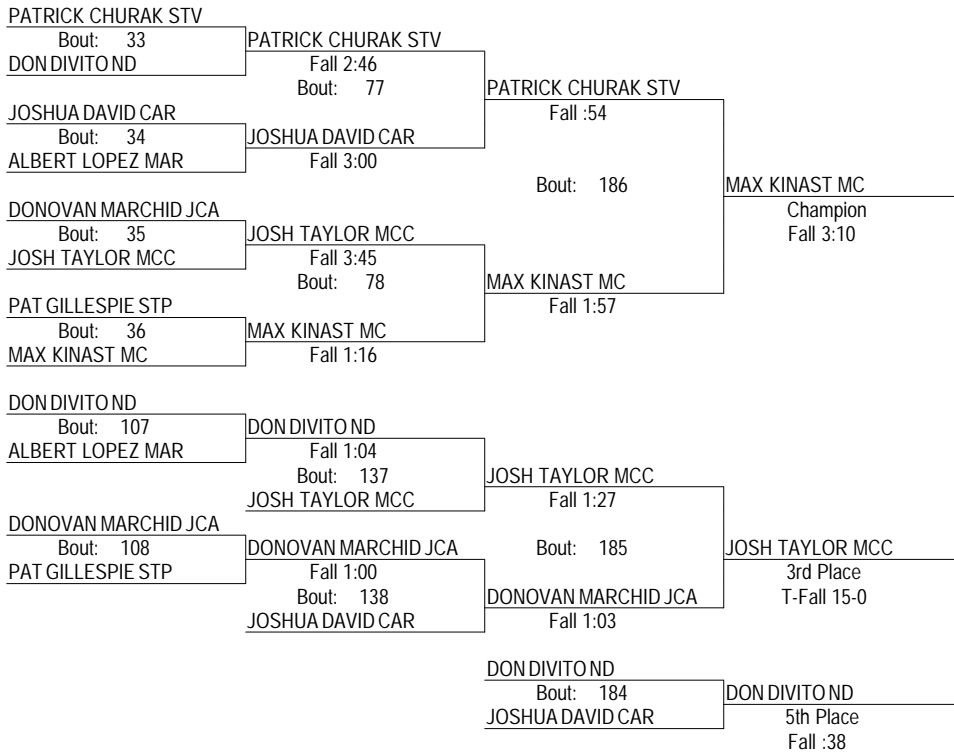 PATRICK CHURAK STV
Bout: 33
PATRICK CHURAK STV
DON DIVITO ND
Fall 2:46
Bout: 77
PATRICK CHURAK STV
JOSHUA DAVID CAR
Fall :54
Bout: 34
JOSHUA DAVID CAR
ALBERT LOPEZ MAR
Fall 3:00
Bout: 186
MAX KINAST MC
DONOVAN MARCHID JCA
Champion
Bout: 35
JOSH TAYLOR MCC
Fall 3:10
JOSH TAYLOR MCC
Fall 3:45
Bout: 78
MAX KINAST MC
PAT GILLESPIE STP
Fall 1:57
Bout: 36
MAX KINAST MC
MAX KINAST MC
Fall 1:16
DON DIVITO ND
Bout: 107
DON DIVITO ND
ALBERT LOPEZ MAR
Fall 1:04
Bout: 137
JOSH TAYLOR MCC
JOSH TAYLOR MCC
Fall 1:27
DONOVAN MARCHID JCA
Bout: 108
DONOVAN MARCHID JCA
Bout: 185
JOSH TAYLOR MCC
PAT GILLESPIE STP
Fall 1:00
3rd Place
Bout: 138
DONOVAN MARCHID JCA
T-Fall 15-0
JOSHUA DAVID CAR
Fall 1:03
DON DIVITO ND
Bout: 184
DON DIVITO ND
JOSHUA DAVID CAR
5th Place
Fall :38